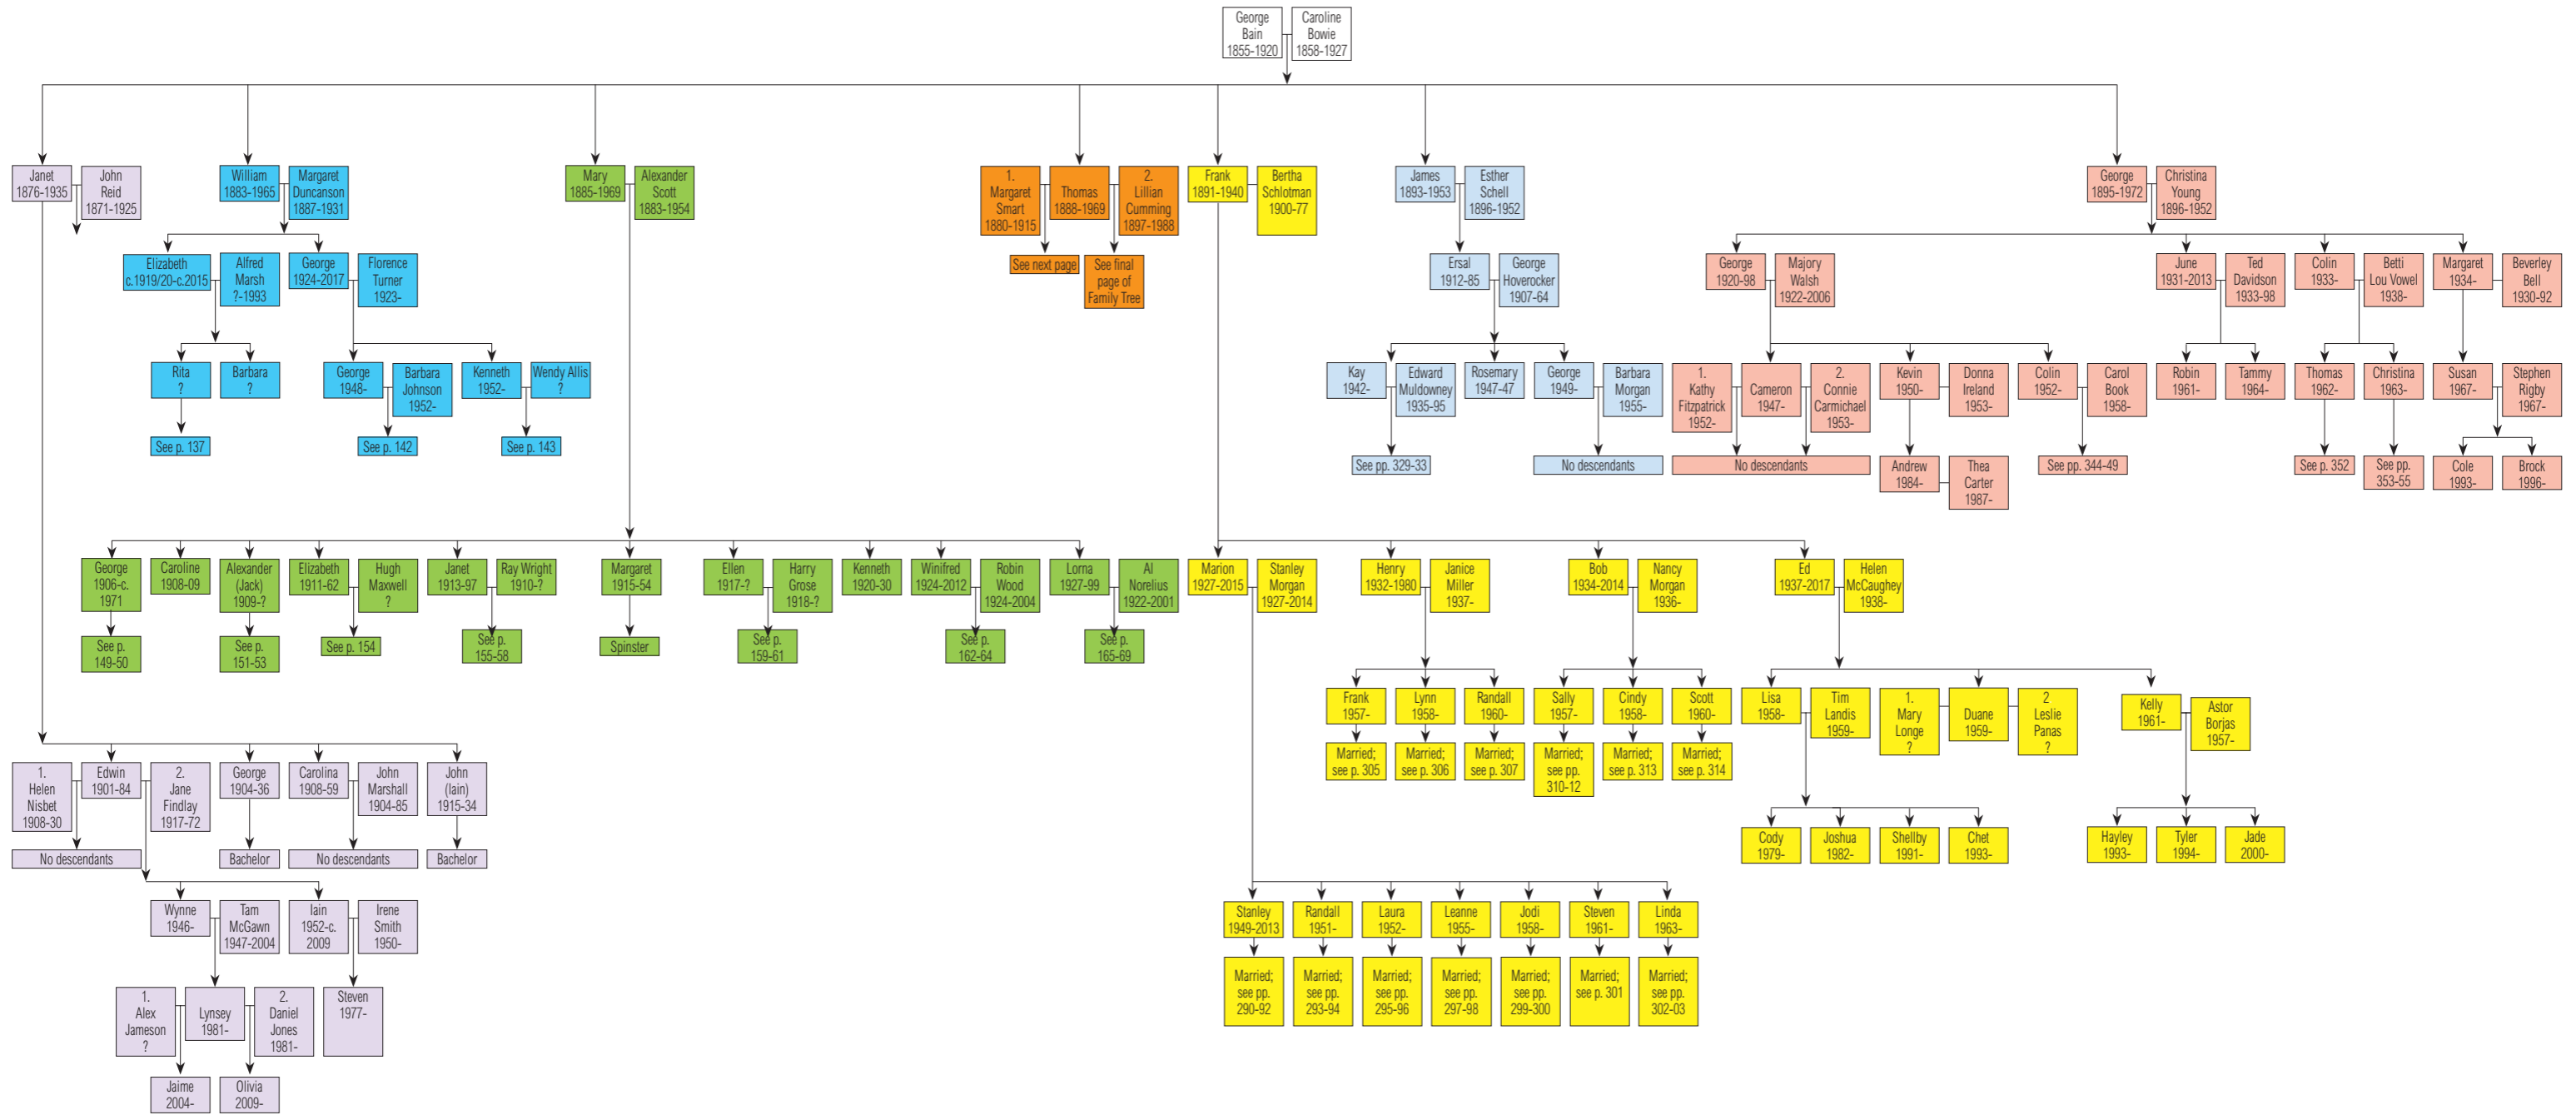 George
Bain
1855-1920
Caroline
Bowie
1858-1927
Janet
1876-1935
John
Reid
1871-1925
William
1883-1965
Margaret
Duncanson
1887-1931
Mary
1885-1969
Alexander
Scott
1883-1954
1.
Margaret
Smart
1880-1915
Thomas
1888-1969
2.
Lillian
Cumming
1897-1988
Frank
1891-1940
Bertha
Schlotman
1900-77
James
1893-1953
Esther
Schell
1896-1952
George
1895-1972
Christina
Young
1896-1952
Elizabeth
c.1919/20-c.2015
Alfred
Marsh
?-1993
George
1924-2017
Florence
Turner
1923-
See next page
See final
page of
Family Tree
Ersal
1912-85
George
Hoverocker
1907-64
George
1920-98
Majory
Walsh
1922-2006
June
1931-2013
Ted
Davidson
1933-98
Colin
1933-
Betti
Lou Vowel
1938-
Margaret
1934-
Beverley
Bell
1930-92
Rita
?
Barbara
?
George
1948-
Barbara
Johnson
1952-
Kenneth
1952-
Wendy Allis
?
Kay
1942-
Edward
Muldowney
1935-95
Rosemary
1947-47
George
1949-
Barbara
Morgan
1955-
1.
Kathy
Fitzpatrick
1952-
Cameron
1947-
2.
Connie
Carmichael
1953-
Kevin
1950-
Donna
Ireland
1953-
Colin
1952-
Carol
Book
1958-
Robin
1961-
Tammy
1964-
Thomas
1962-
Christina
1963-
Susan
1967-
Stephen
Rigby
1967-
See p. 137
See p. 142
See p. 143
See pp. 329-33
No descendants
No descendants
Andrew
1984-
Thea
Carter
1987-
See pp. 344-49
See p. 352
See pp.
353-55
Cole
1993-
Brock
1996-
George
1906-c.
1971
Caroline
1908-09
Alexander
(Jack)
1909-?
Elizabeth
1911-62
Hugh
Maxwell
?
Janet
1913-97
Ray Wright
1910-?
Margaret
1915-54
Ellen
1917-?
Harry
Grose
1918-?
Kenneth
1920-30
Winifred
1924-2012
Robin
Wood
1924-2004
Lorna
1927-99
Al
Norelius
1922-2001
Marion
1927-2015
Stanley
Morgan
1927-2014
Henry
1932-1980
Janice
Miller
1937-
Bob
1934-2014
Nancy
Morgan
1936-
Ed
1937-2017
Helen
McCaughey
1938-
See p.
149-50
See p.
151-53
See p. 154
See p.
155-58
Spinster
See p.
159-61
See p.
162-64
See p.
165-69
Frank
1957-
Lynn
1958-
Randall
1960-
Sally
1957-
Cindy
1958-
Scott
1960-
Lisa
1958-
Tim
Landis
1959-
1.
Mary
Longe
?
Duane
1959-
2
Leslie
Panas
?
Kelly
1961-
Astor
Borjas
1957-
Married;
see p. 305
Married;
see p. 306
Married;
see p. 307
Married;
see pp.
310-12
Married;
see p. 313
Married;
see p. 314
1.
Helen
Nisbet
1908-30
Edwin
1901-84
2.
Jane
Findlay
1917-72
George
1904-36
Carolina
1908-59
John
Marshall
1904-85
John
(Iain)
1915-34
Cody
1979-
Joshua
1982-
Shellby
1991-
Chet
1993-
Hayley
1993-
Tyler
1994-
Jade
2000-
No descendants
Bachelor
No descendants
Bachelor
Wynne
1946-
Tam
McGawn
1947-2004
Iain
1952-c.
2009
Irene
Smith
1950-
Stanley
1949-2013
Randall
1951-
Laura
1952-
Leanne
1955-
Jodi
1958-
Steven
1961-
Linda
1963-
Married;
see pp.
290-92
Married;
see pp.
293-94
Married;
see pp.
295-96
Married;
see pp.
297-98
Married;
see pp.
299-300
Married;
see p. 301
Married;
see pp.
302-03
1.
Alex
Jameson
?
Lynsey
1981-
2.
Daniel
Jones
1981-
Steven
1977-
Jaime
2004-
Olivia
2009-